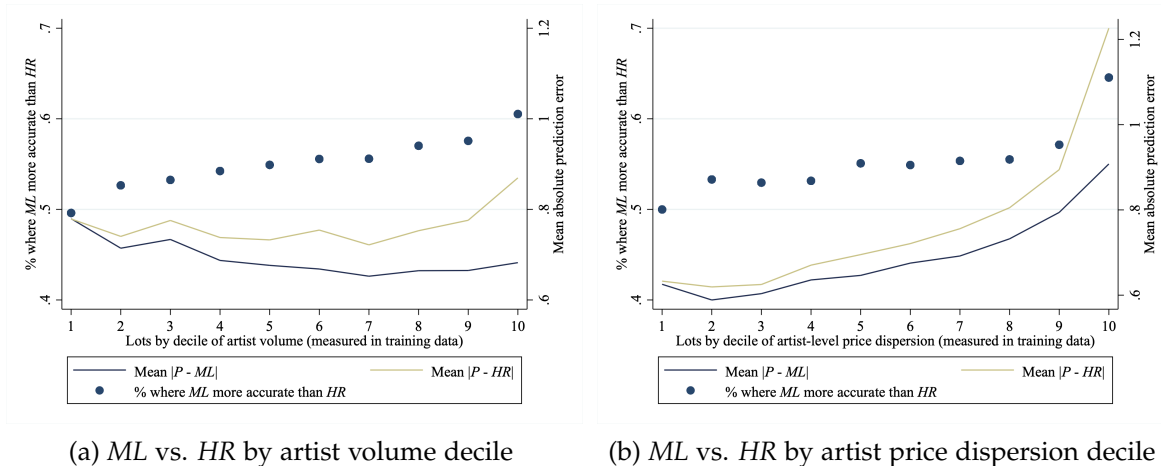 % where ML more accurate than HR
.7
.6
.5
.4
1.2
1
.8
.6
Mean absolute prediction error
1 2 3 4 5 6 7 8 9 10
Lots by decile of artist volume (measured in training data)
Mean |P - ML|
Mean |P - HR|
% where ML more accurate than HR
(a) ML vs. HR by artist volume decile
% where ML more accurate than HR
.7
.6
.5
.4
1.2
1
.8
.6
Mean absolute prediction error
1 2 3 4 5 6 7 8 9 10
Lots by decile of artist-level price dispersion (measured in training data)
Mean |P - ML|
Mean |P - HR|
% where ML more accurate than HR
(b) ML vs. HR by artist price dispersion decile